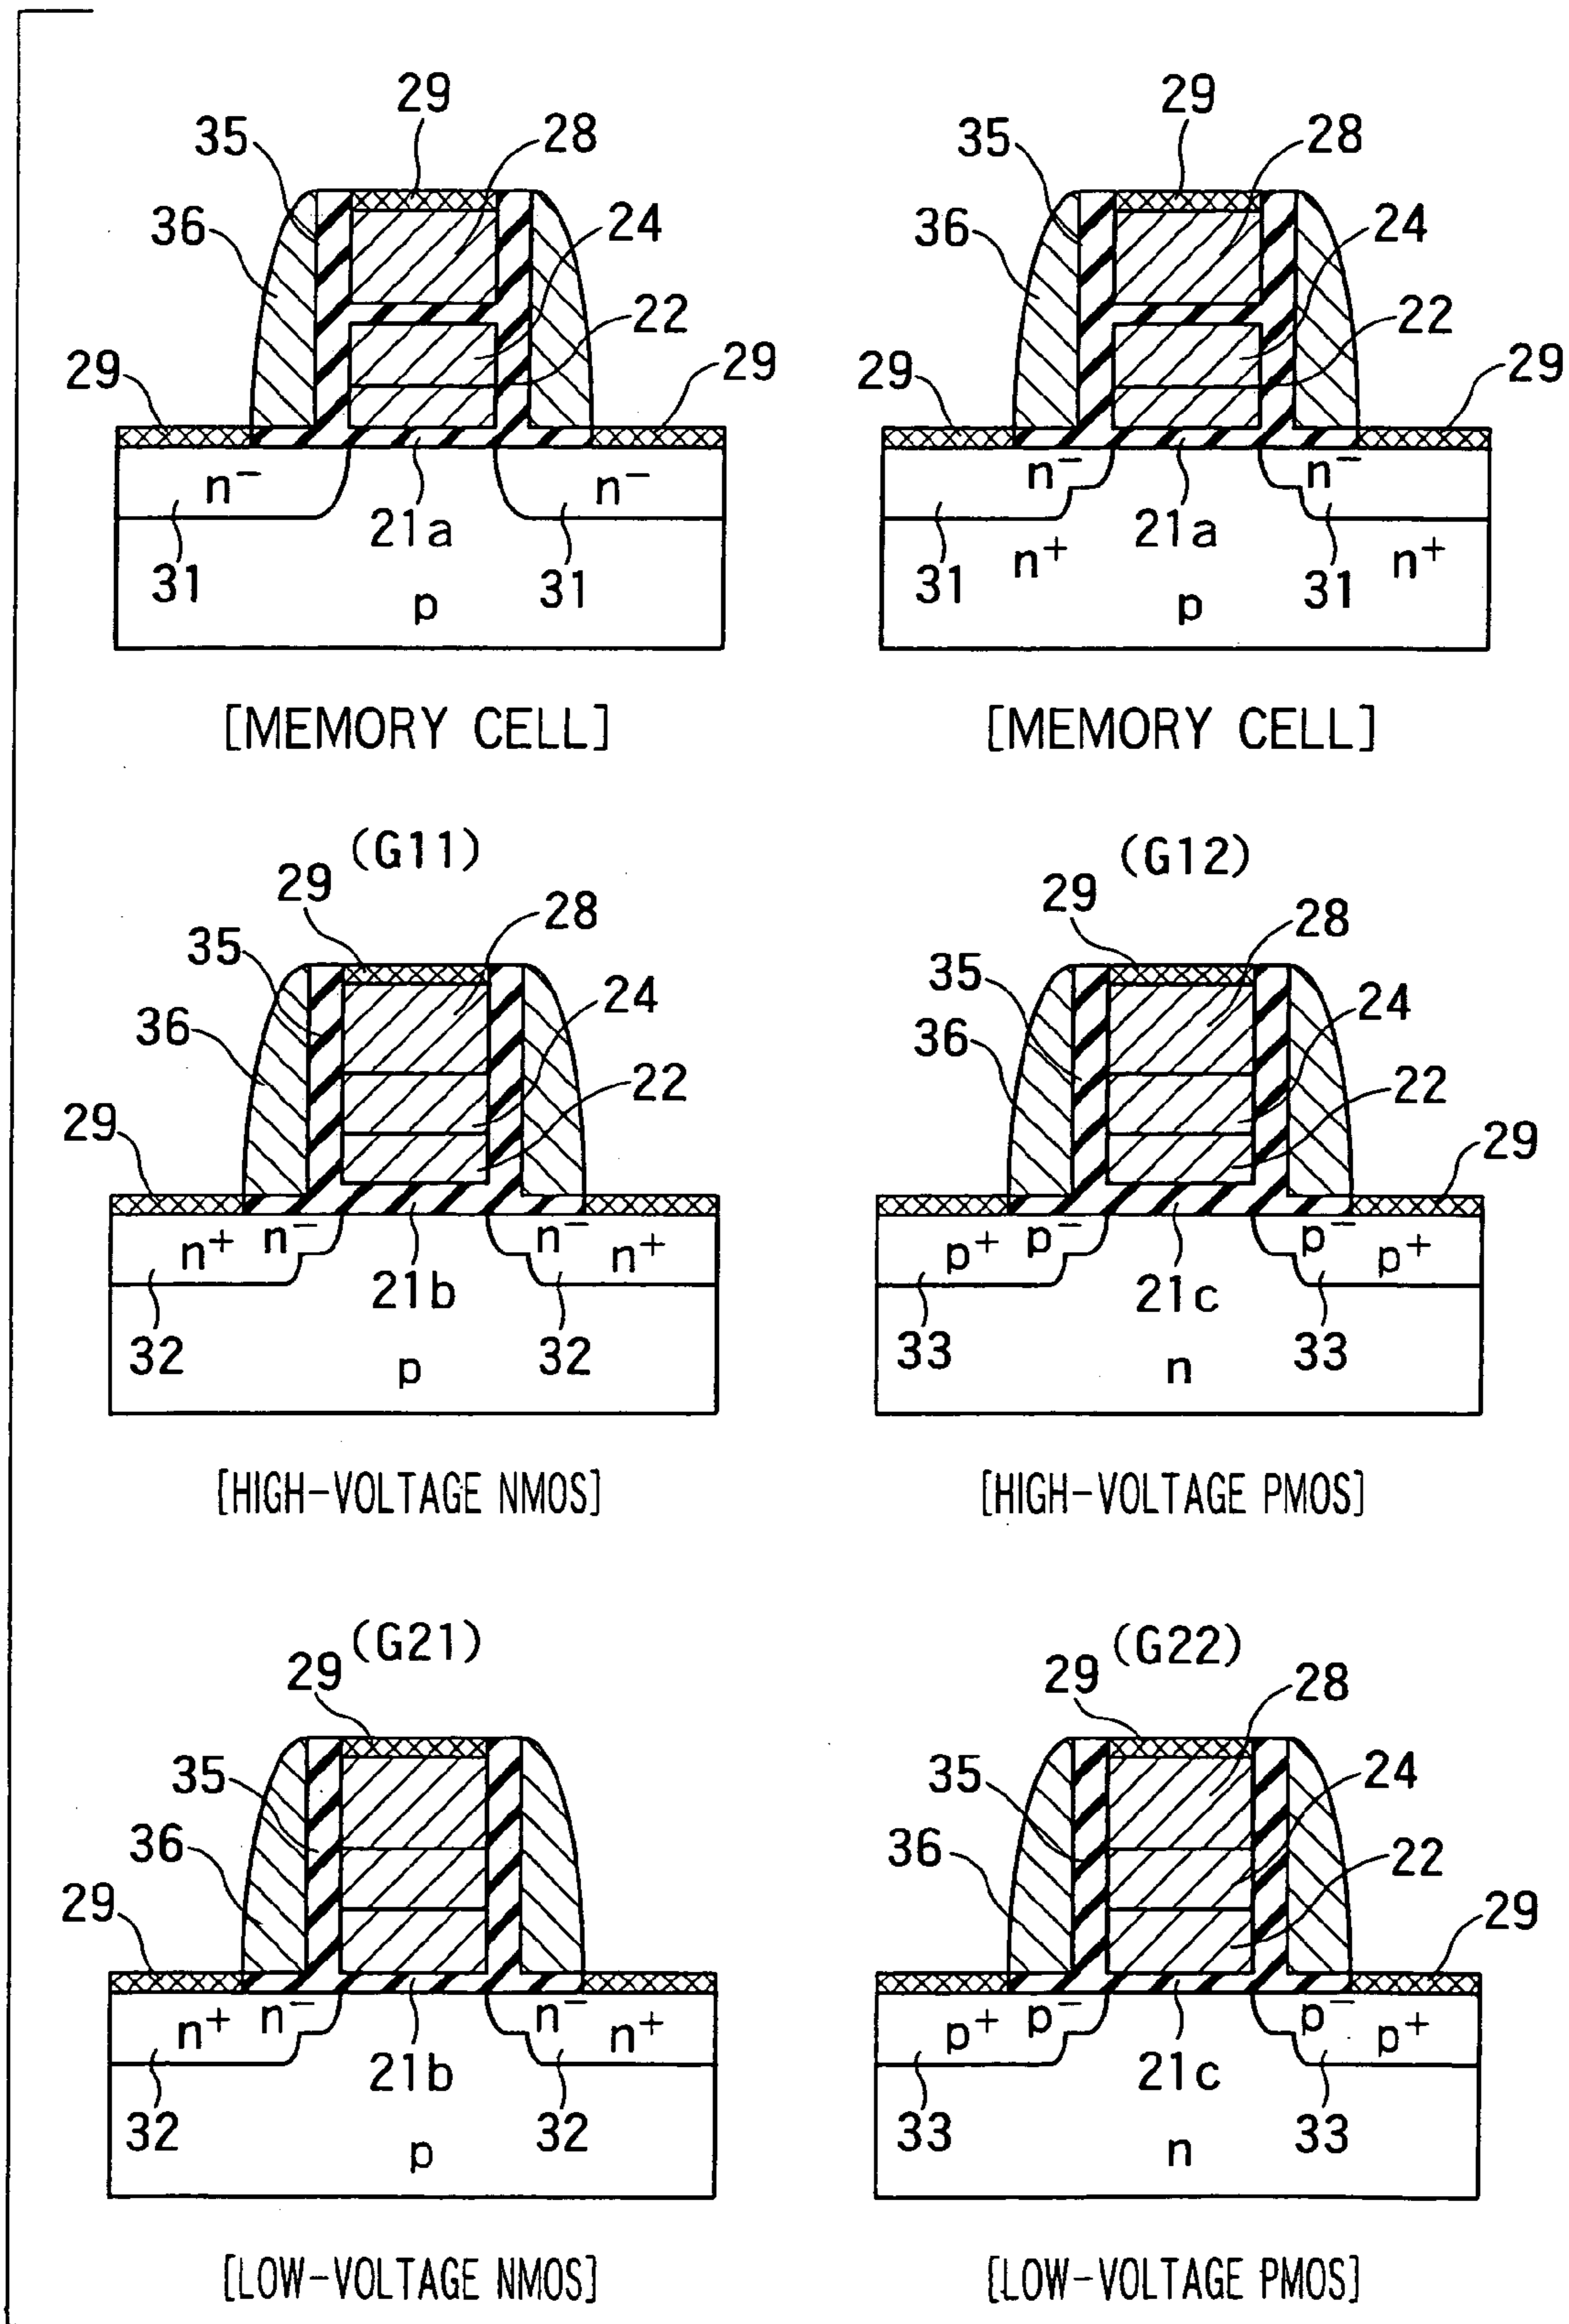 29 29
35 28 35 28
36 24 36 24
22 22
29 29 29 29
n− n− n− n−
21a 21a
31 31 31 n+ 31 n+
p p
[MEMORY CELL] [MEMORY CELL]
(G11) (G12)
29 28 29 28
35 24 35 24
36 22 36 22
29 29
n+ n− n− n+ p+ p− p− p+
21b 21c
32 32 33 33
p n
[HIGH-VOLTAGE NMOS] [HIGH-VOLTAGE PMOS]
(G21) (G22)
29 29 28
35 35 24
36 36 22
29 29
n+ n− n− n+ p+ p− p− p+
21b 21c
32 32 33 33
p n
[LOW-VOLTAGE NMOS] [LOW-VOLTAGE PMOS]